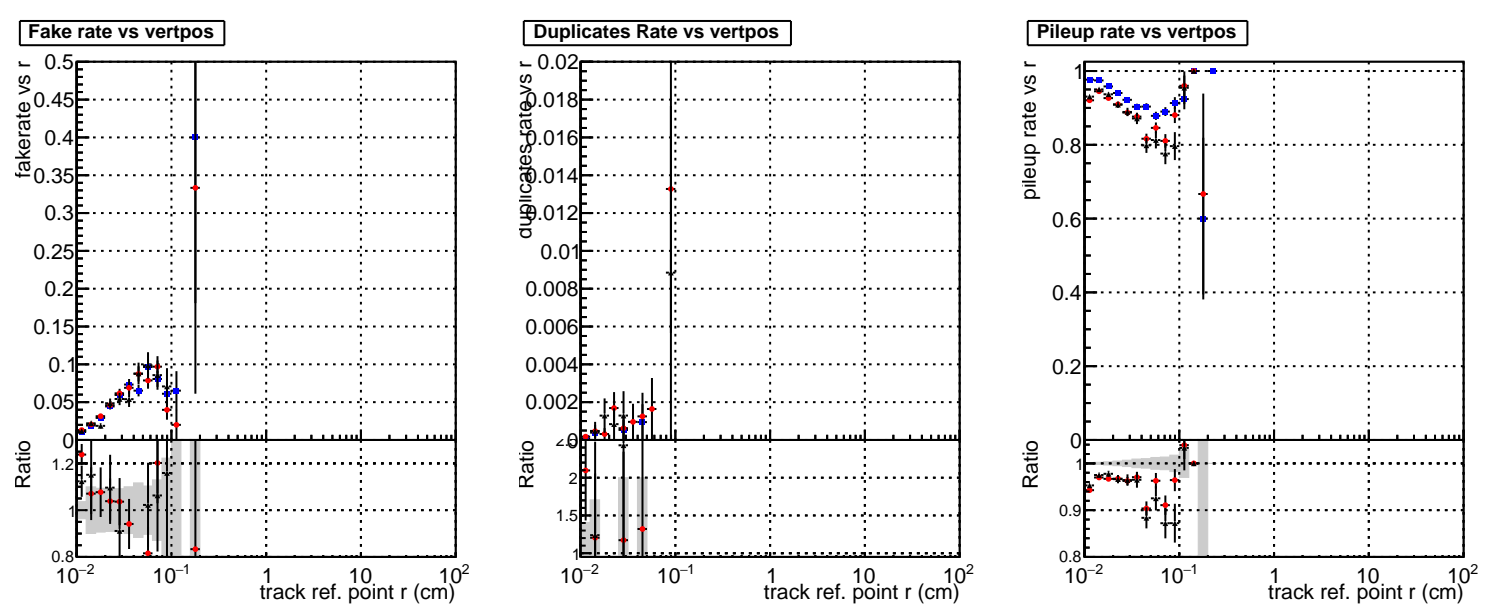 Fake rate vs vertpos
fakerate vs r
0.5
0.45
0.4
0.35
0.3
0.25
0.2
0.15
0.1
0.05
0
Ratio
1.2
1
0.8
10⁻² 10⁻¹ 1 10 10²
track ref. point r (cm)
Duplicates Rate vs vertpos
duplicates rate vs r
0.02
0.018
0.016
0.014
0.012
0.01
0.008
0.006
0.004
0.002
0
Ratio
2
1.5
1
10⁻² 10⁻¹ 1 10 10²
track ref. point r (cm)
Pileup rate vs vertpos
pileup rate vs r
1
0.8
0.6
0.4
0.2
0
Ratio
1
0.9
0.8
10⁻² 10⁻¹ 1 10 10²
track ref. point r (cm)